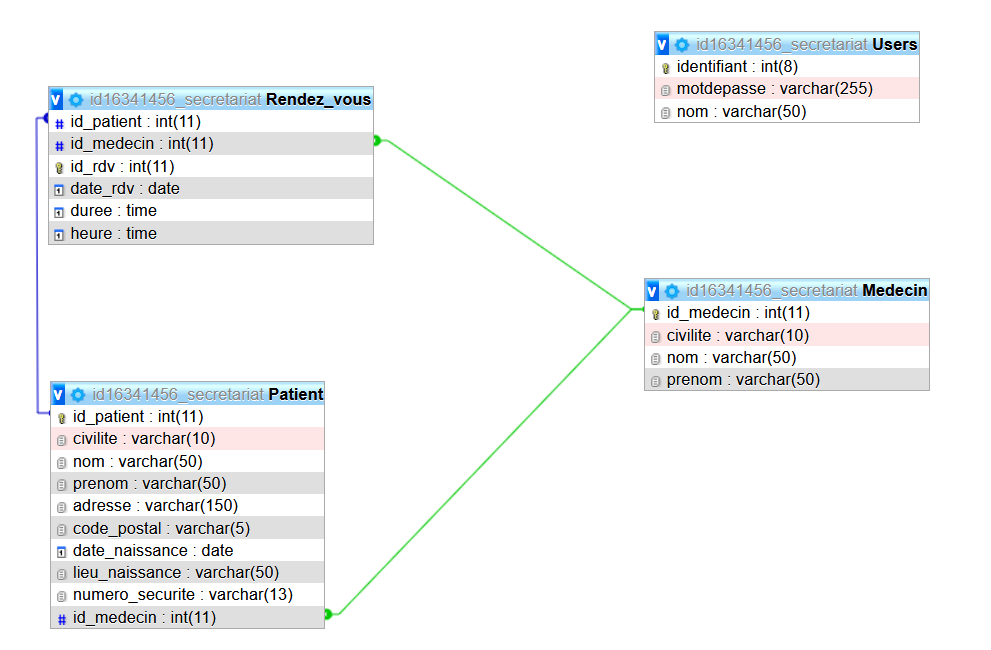 v id16341456_secretariat Users
identifiant : int(8)
motdepasse : varchar(255)
nom : varchar(50)
v id16341456_secretariat Rendez_vous
# id_patient : int(11)
# id_medecin : int(11)
id_rdv : int(11)
date_rdv : date
duree : time
heure : time
v id16341456_secretariat Medecin
id_medecin : int(11)
civilite : varchar(10)
nom : varchar(50)
prenom : varchar(50)
v id16341456_secretariat Patient
id_patient : int(11)
civilite : varchar(10)
nom : varchar(50)
prenom : varchar(50)
adresse : varchar(150)
code_postal : varchar(5)
date_naissance : date
lieu_naissance : varchar(50)
numero_securite : varchar(13)
# id_medecin : int(11)